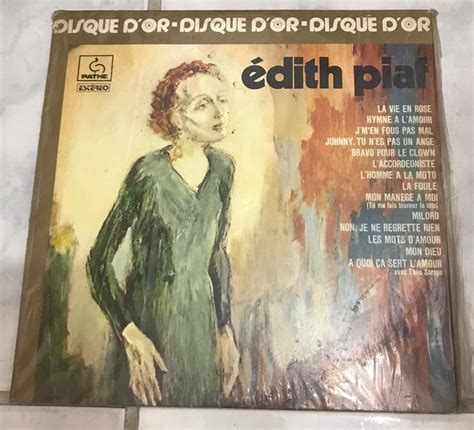 DISQUE D'OR-DISQUE D'OR-DISQUE D'OR
PATHE
ESTÉREO
édith piaf
LA VIE EN ROSE
HYMNE A L'AMOUR
J'M'EN FOUS PAS MAL
JOHNNY, TU N'ES PAS UN ANGE
BRAVO POUR LE CLOWN
L'ACCORDEONISTE
L'HOMME A LA MOTO
LA FOULE
MON MANEGE A MOI
(Tu me fais tourner la tête)
MILORD
NON, JE NE REGRETTE RIEN
LES MOTS D'AMOUR
MON DIEU
A QUOI ÇA SERT L'AMOUR
avec Théo Sarapo